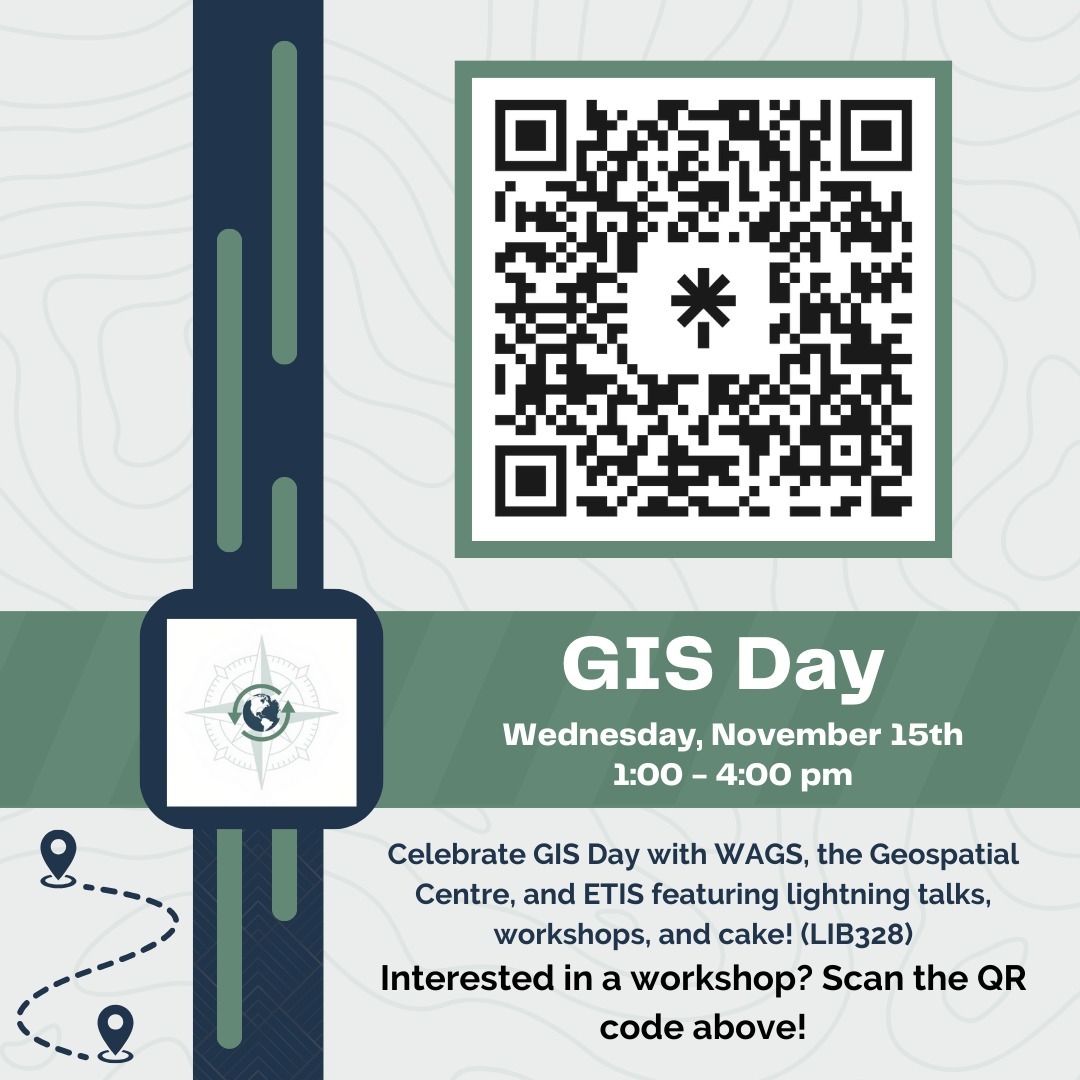 GIS Day
Wednesday, November 15th
1:00 – 4:00 pm
Celebrate GIS Day with WAGS, the Geospatial
Centre, and ETIS featuring lightning talks,
workshops, and cake! (LIB328)
Interested in a workshop? Scan the QR
code above!